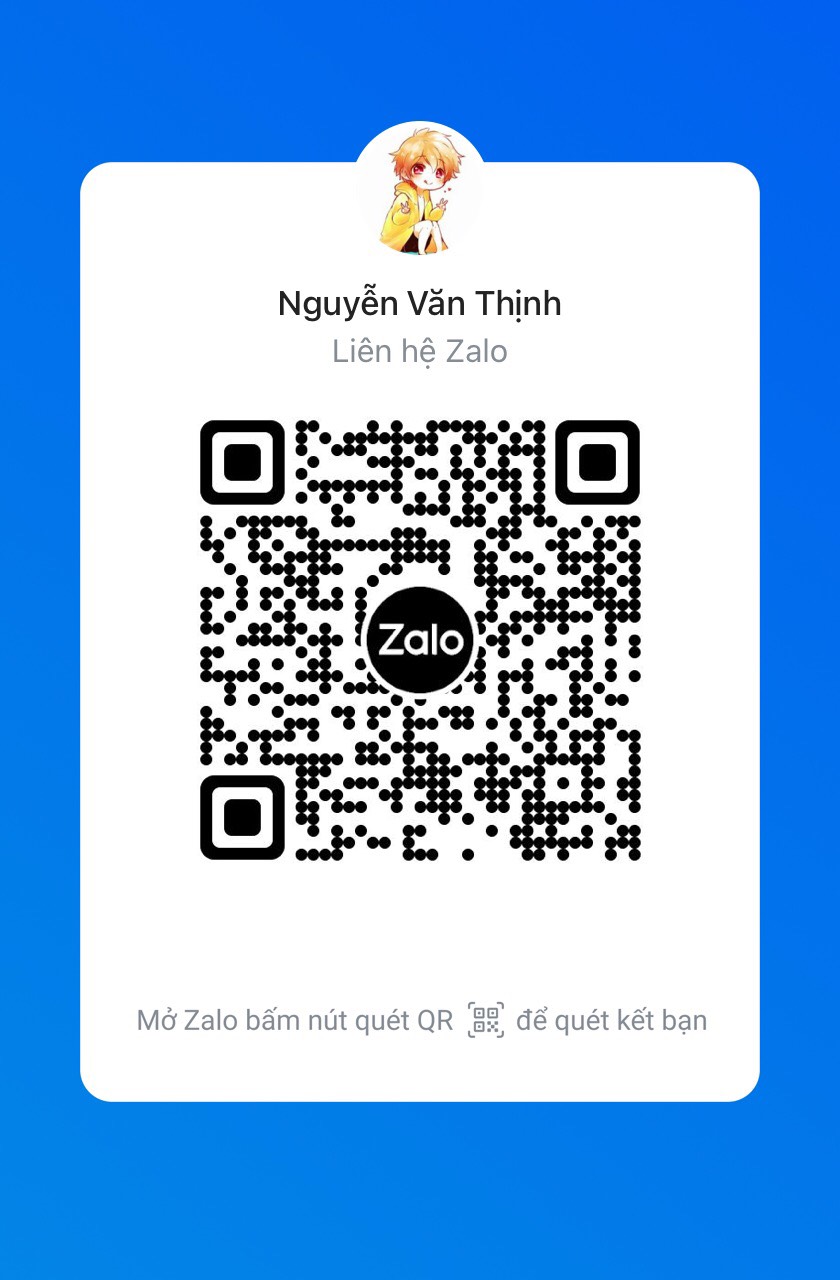 Nguyễn Văn Thịnh
Liên hệ Zalo
Zalo
Mở Zalo bấm nút quét QR để quét kết bạn